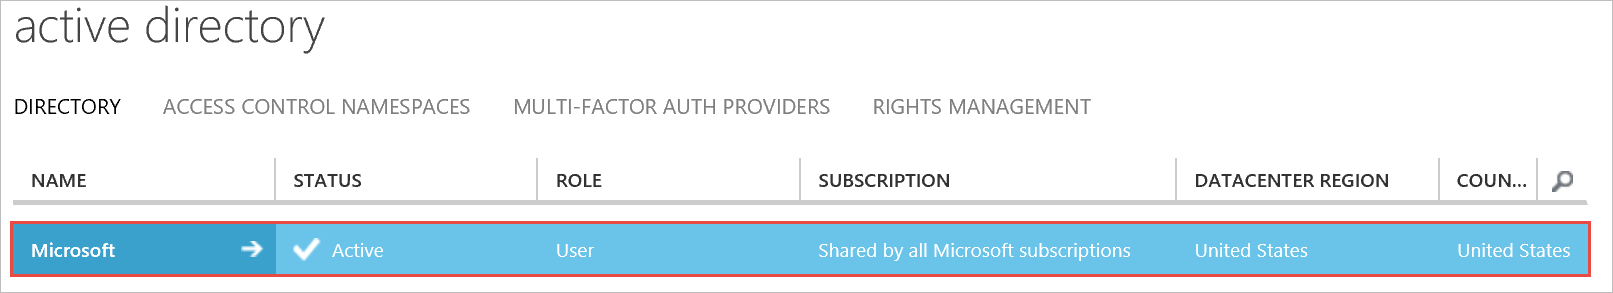 active directory
DIRECTORY ACCESS CONTROL NAMESPACES MULTI-FACTOR AUTH PROVIDERS RIGHTS MANAGEMENT
NAME STATUS ROLE SUBSCRIPTION DATACENTER REGION COUN...
Microsoft Active User Shared by all Microsoft subscriptions United States United States